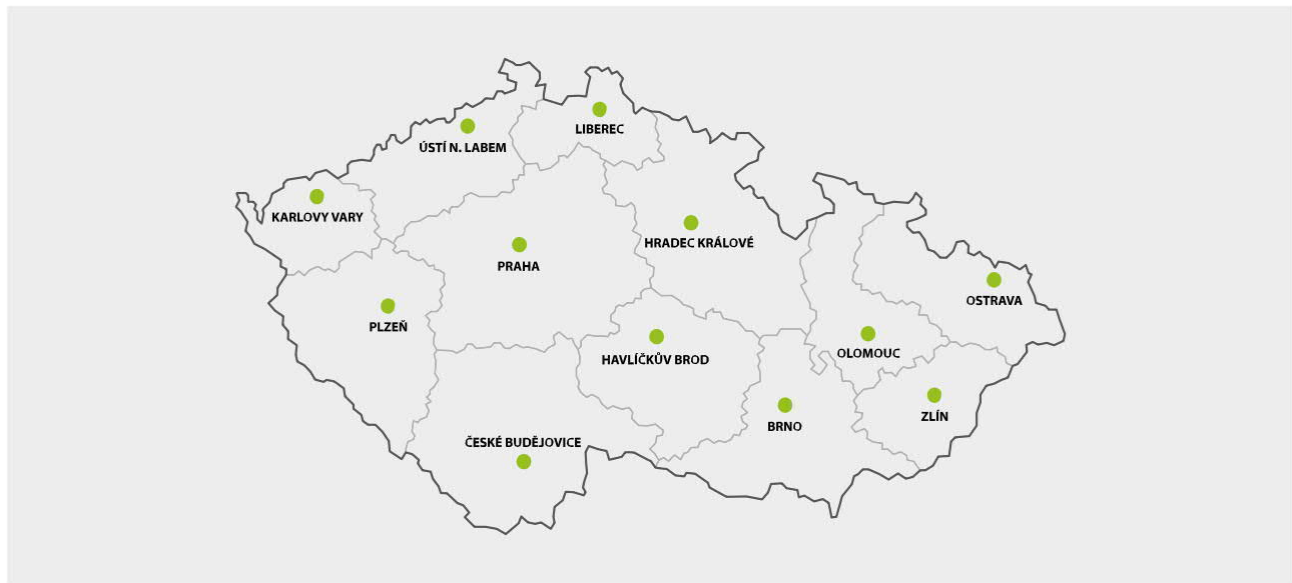 LIBEREC
ÚSTÍ N. LABEM
KARLOVY VARY
HRADEC KRÁLOVÉ
PRAHA
OSTRAVA
PLZEŇ
OLOMOUC
HAVLÍČKŮV BROD
ZLÍN
BRNO
ČESKÉ BUDĚJOVICE